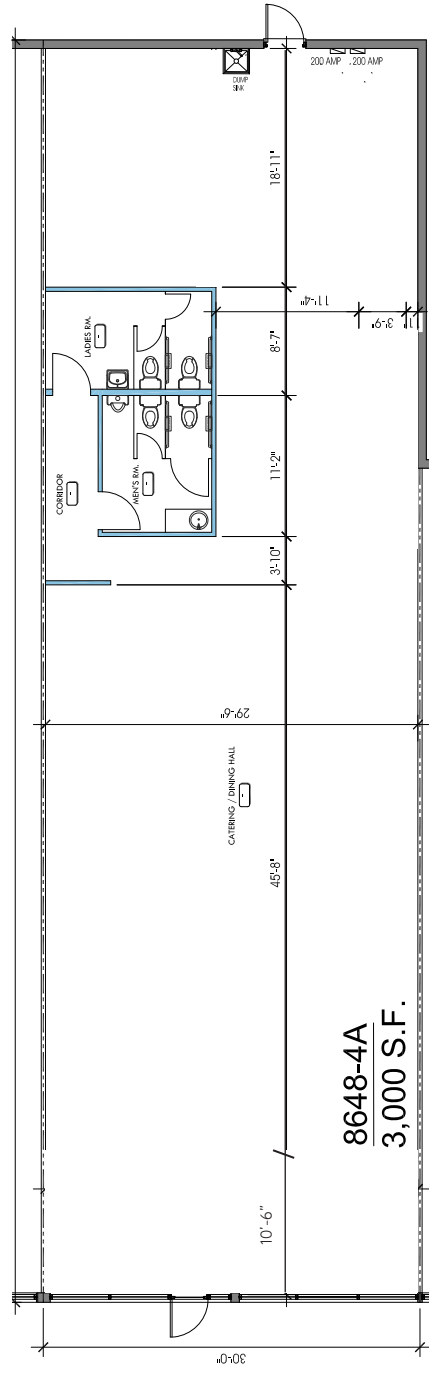 DUMP
SINK
200 AMP
200 AMP
18'-11"
LADIES RM.
8'-7"
11'-4"
3'-9"
1"
CORRIDOR
MEN'S RM.
11'-2"
3'-10"
29'-6"
CATERING / DINING HALL
45'-8"
8648-4A
3,000 S.F.
10'-6"
30'-0"